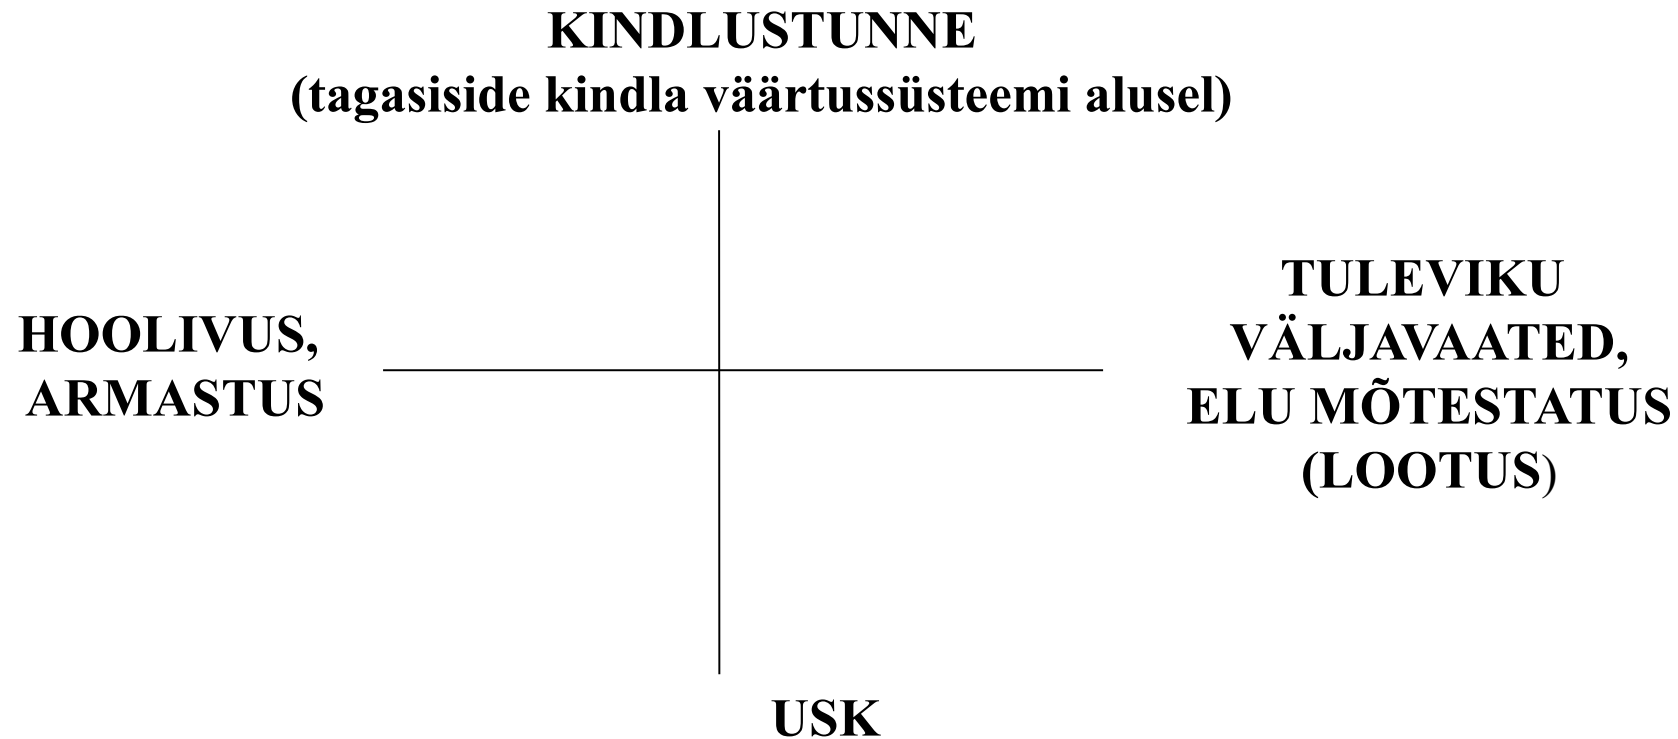 KINDLUSTUNNE
(tagasiside kindla väärtussüsteemi alusel)
HOOLIVUS,
ARMASTUS
TULEVIKU
VÄLJAVAATED,
ELU MÕTESTATUS
(LOOTUS)
USK